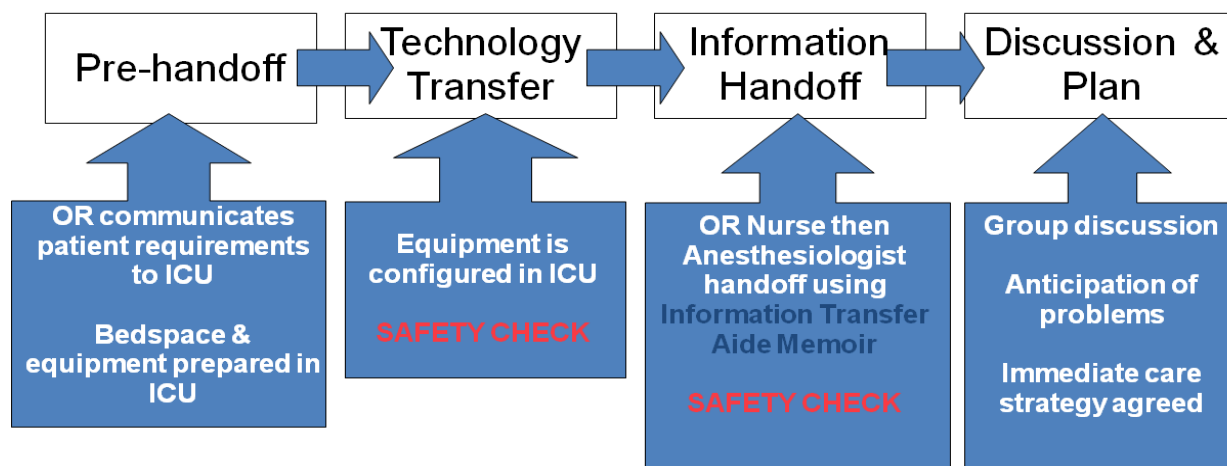 Pre-handoff
Technology
Transfer
Information
Handoff
Discussion &
Plan
OR communicates
patient requirements
to ICU
Bedspace &
equipment prepared in
ICU
Equipment is
configured in ICU
SAFETY CHECK
OR Nurse then
Anesthesiologist
handoff using
Information Transfer
Aide Memoir
SAFETY CHECK
Group discussion
Anticipation of
problems
Immediate care
strategy agreed